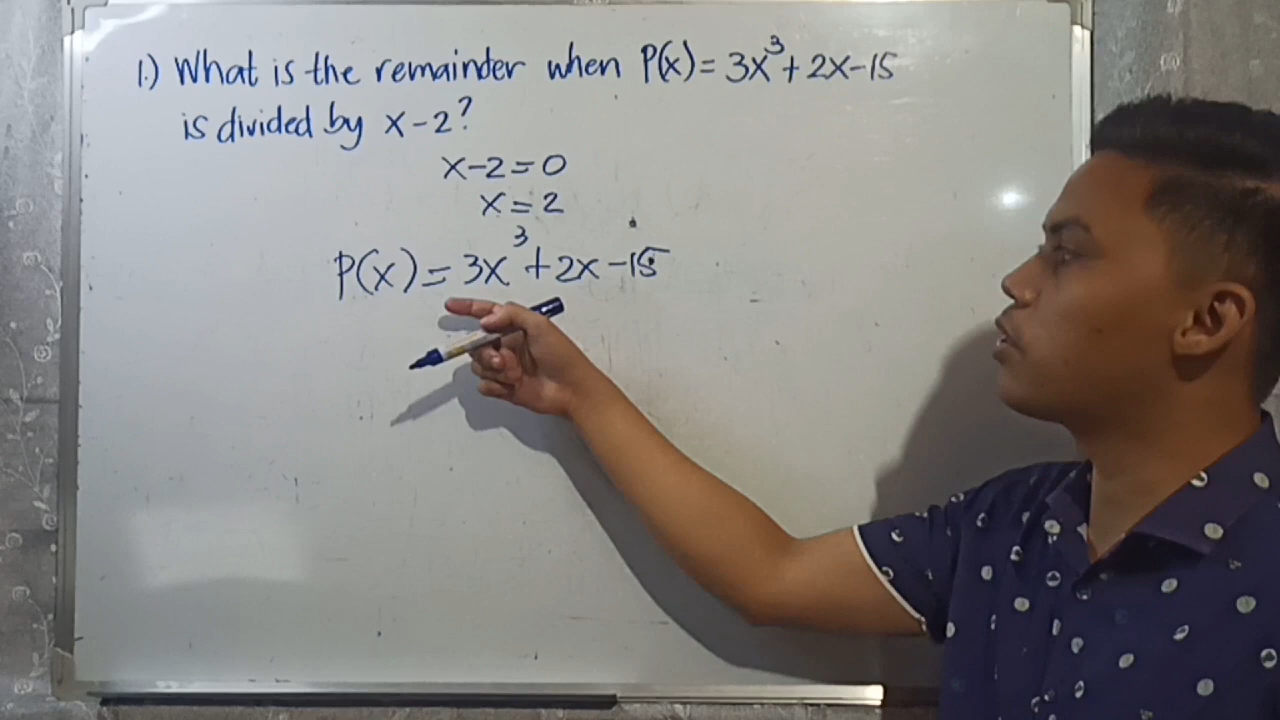 1.) What is the remainder when P(x) = 3x³ + 2x - 15
is divided by x - 2?
x - 2 = 0
x = 2
P(x) = 3x³ + 2x - 15